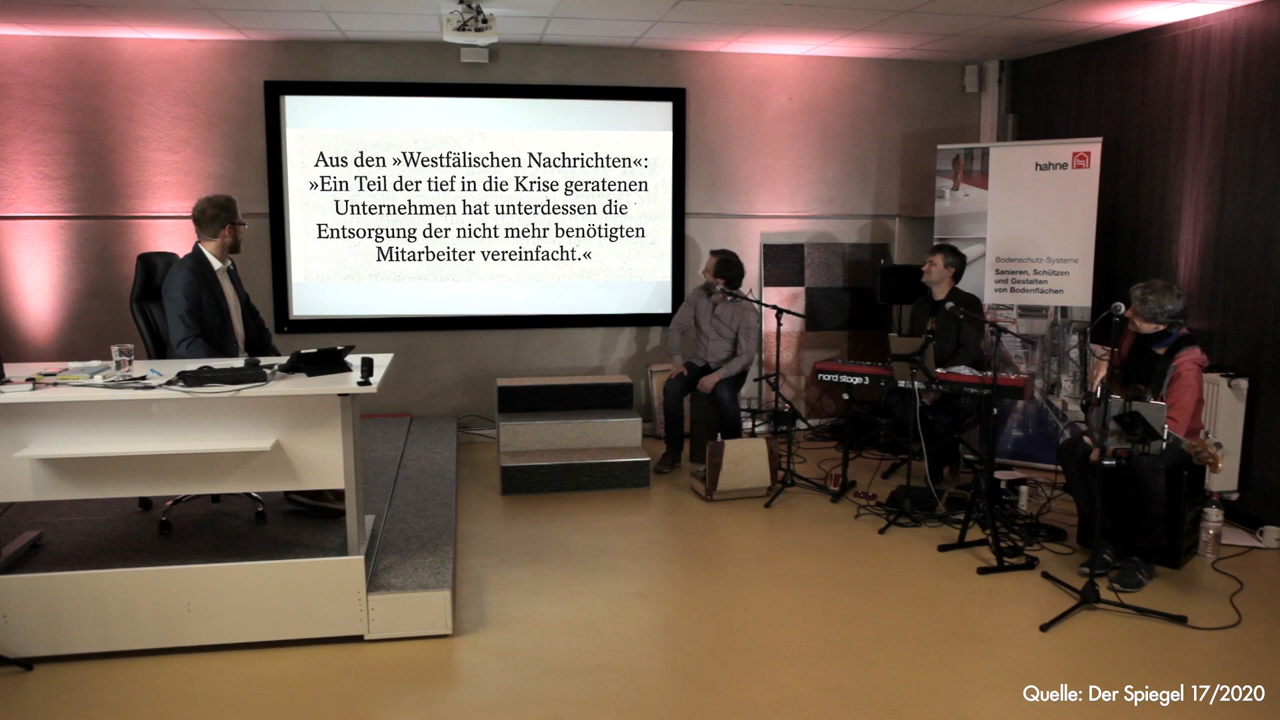 Aus den »Westfälischen Nachrichten«:
»Ein Teil der tief in die Krise geratenen
Unternehmen hat unterdessen die
Entsorgung der nicht mehr benötigten
Mitarbeiter vereinfacht.«
hahne
Bodenschutz-Systeme
Sanieren, Schützen
und Gestalten
von Bodenflächen
nord stage 3
Quelle: Der Spiegel 17/2020